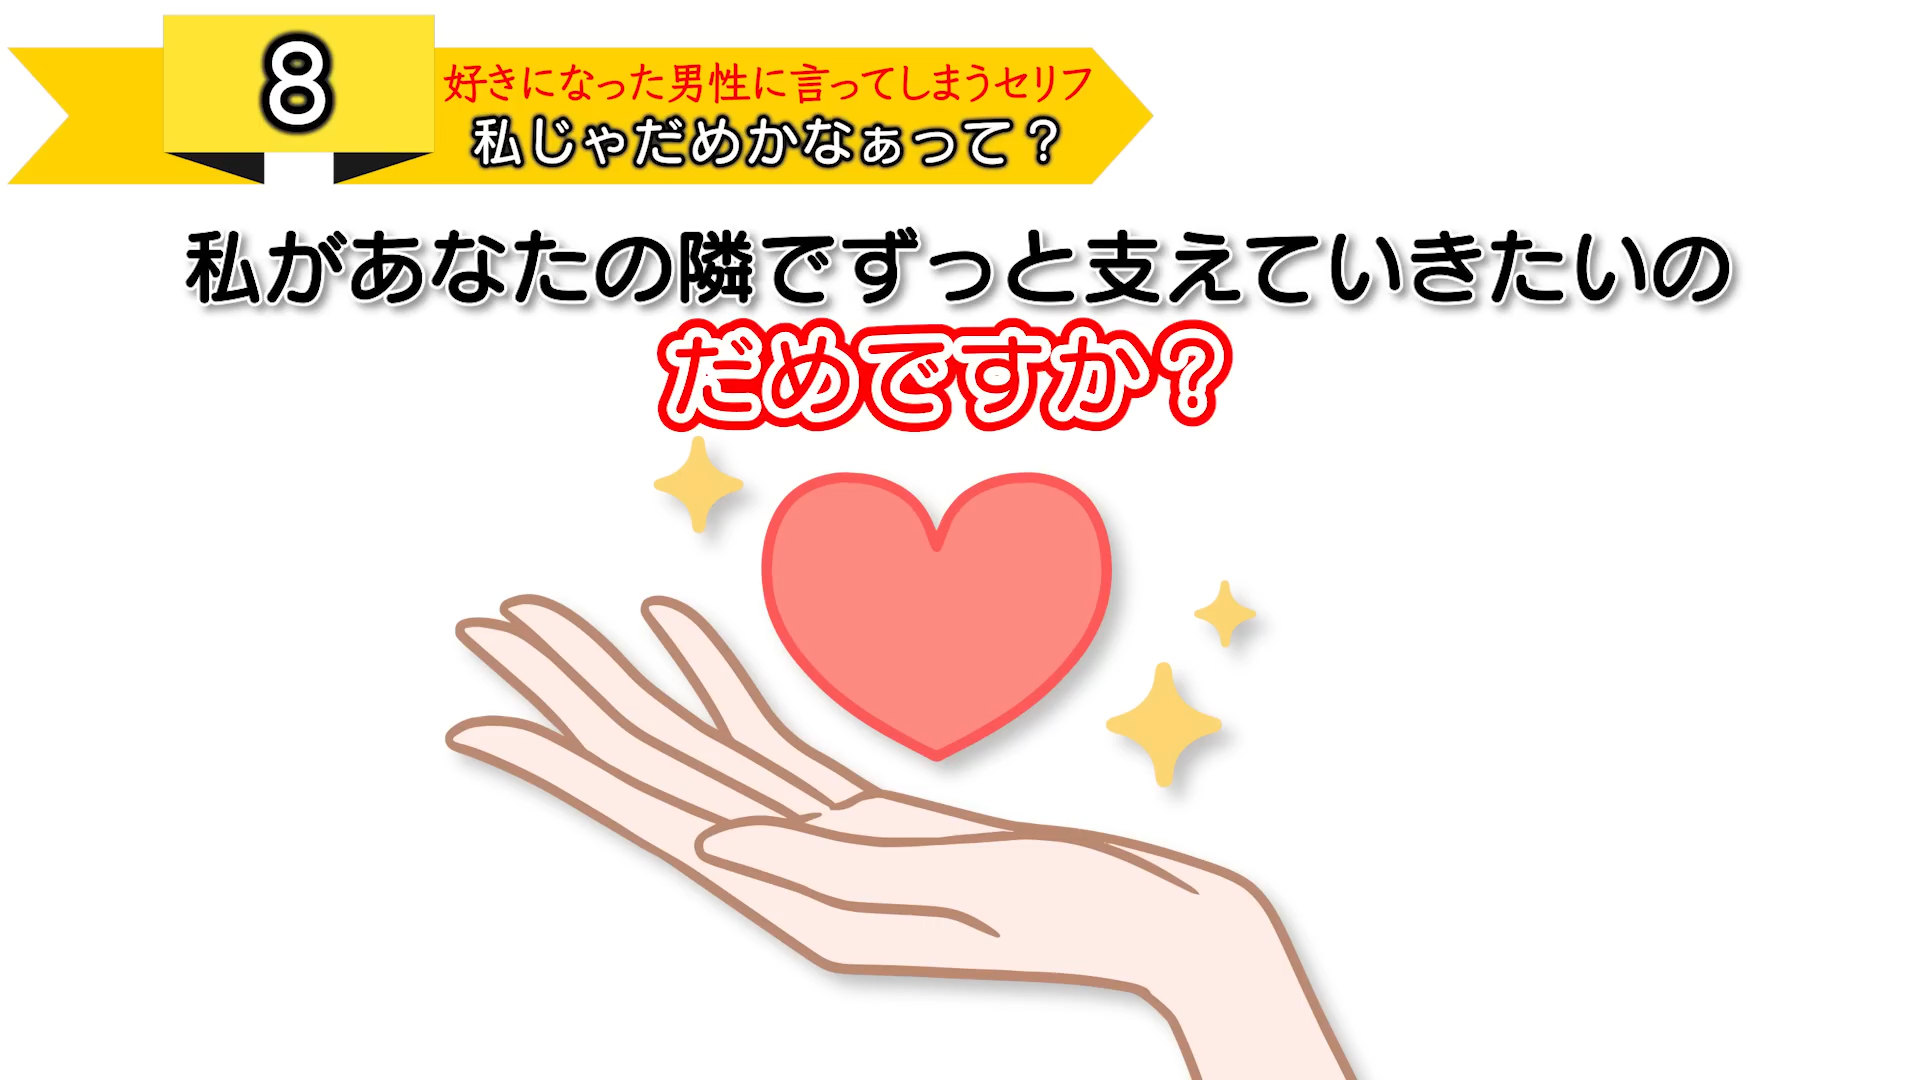 8
好きになった男性に言ってしまうセリフ
私じゃだめかなぁって？
私があなたの隣でずっと支えていきたいの
だめですか？